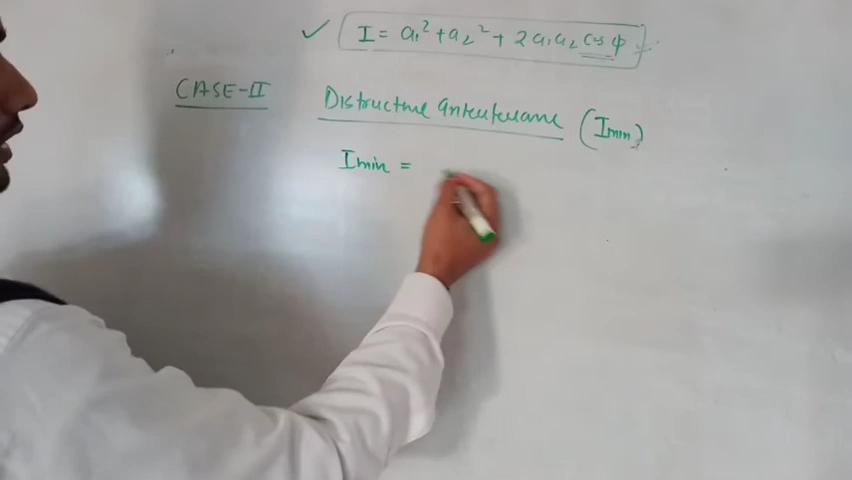 ✓ I = a₁² + a₂² + 2a₁a₂ cos φ
CASE-II Distructive Interference (Imin)
Imin =